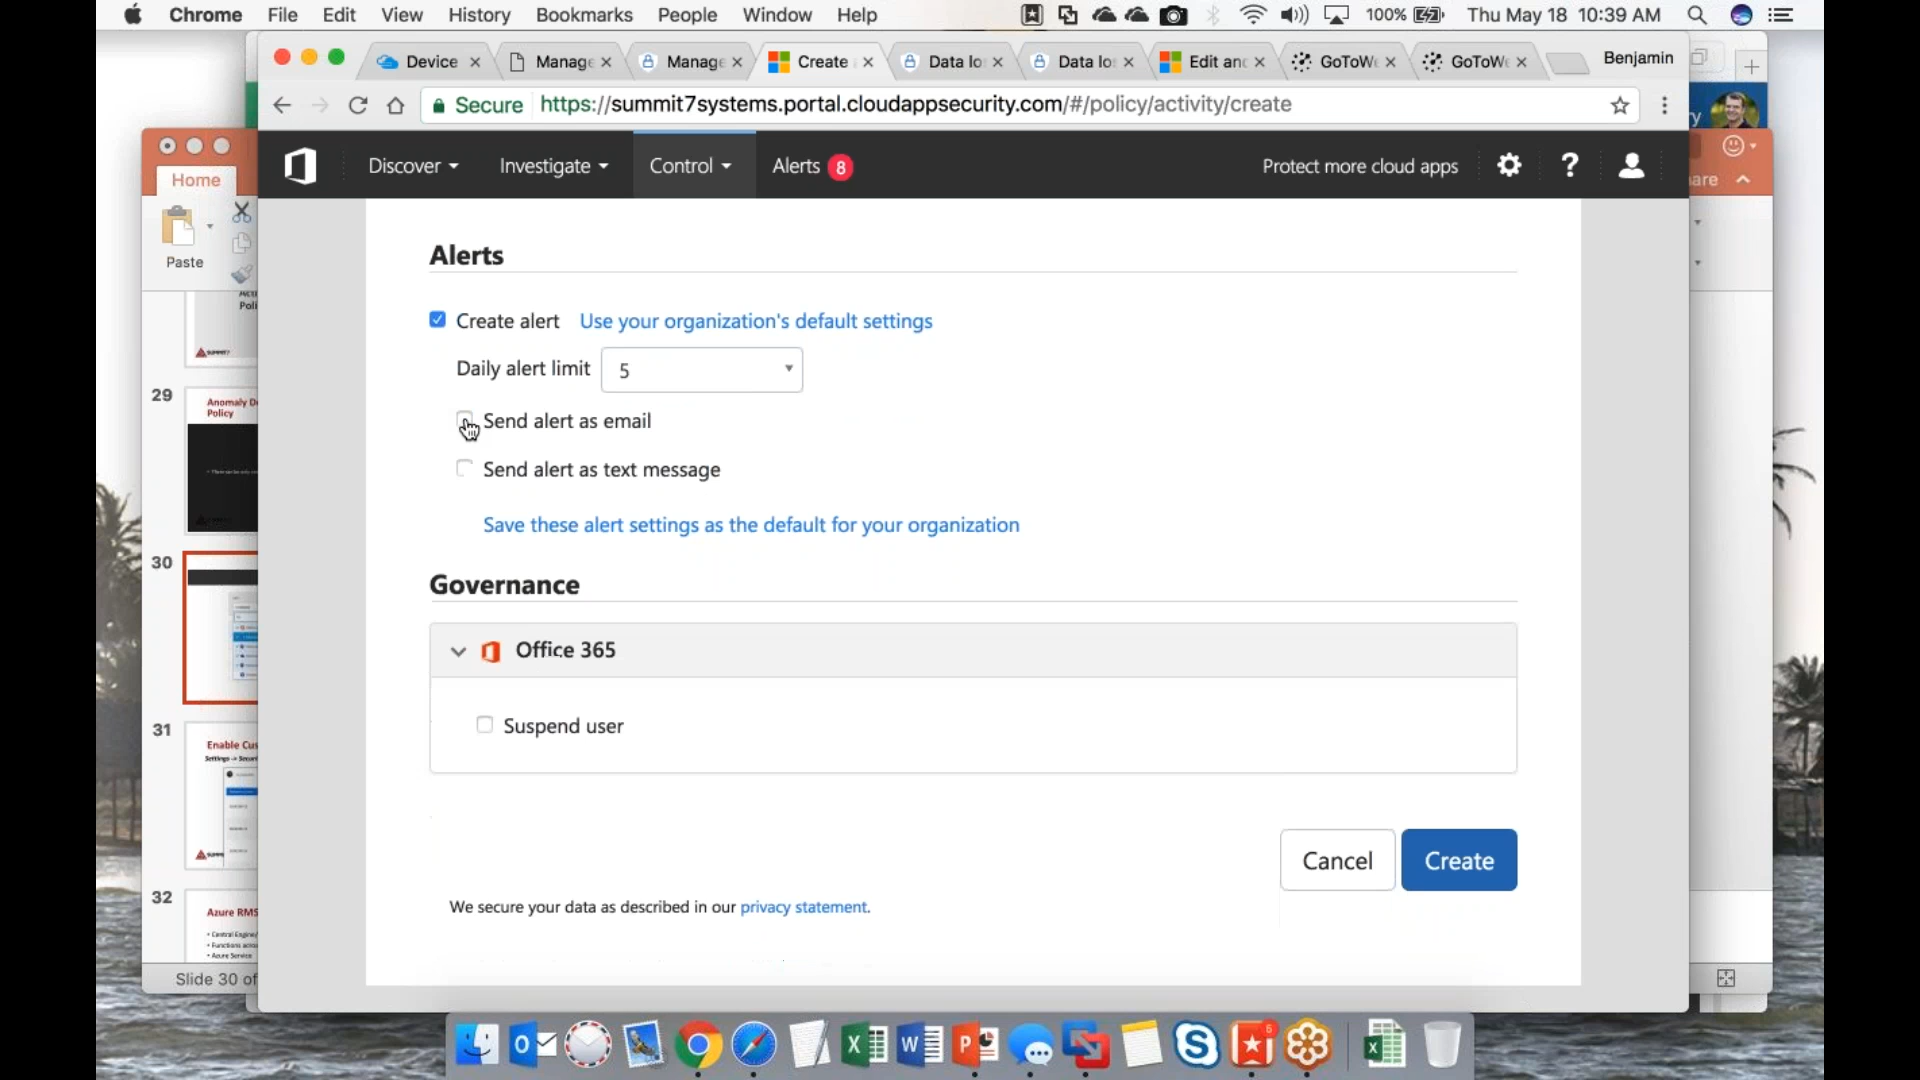 Chrome File Edit View History Bookmarks People Window Help 100% Thu May 18 10:39 AM
Device Manage Manage Create Data lo Data lo Edit and GoToWe GoToWe Benjamin
Secure https://summit7systems.portal.cloudappsecurity.com/#/policy/activity/create
Discover Investigate Control Alerts 8 Protect more cloud apps
Home
Paste
Alerts
Create alert Use your organization's default settings
Daily alert limit 5
Send alert as email
Send alert as text message
Save these alert settings as the default for your organization
Governance
Office 365
Suspend user
Cancel Create
We secure your data as described in our privacy statement.
29
Anomaly D
Policy
30
31
Enable Cus
32
Azure RMS
Slide 30 of